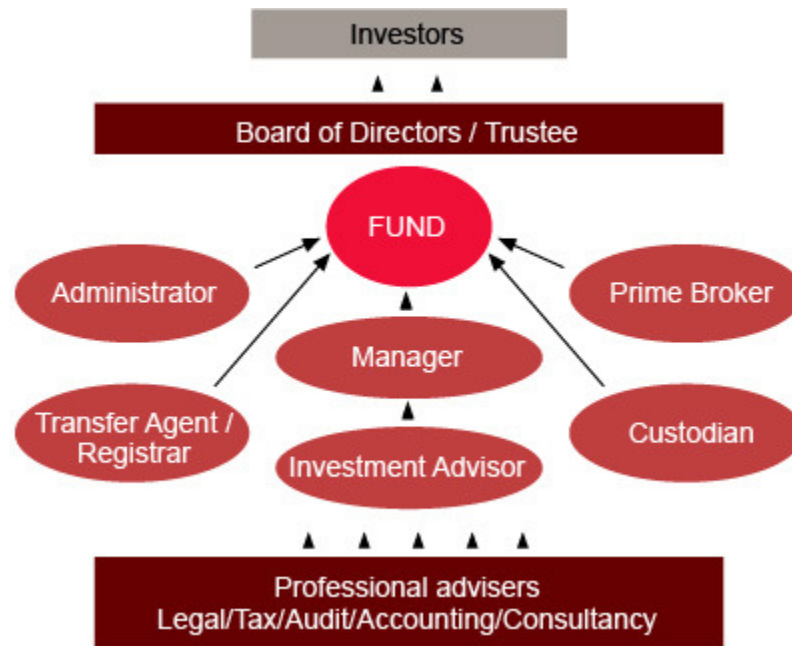 Investors
Board of Directors / Trustee
FUND
Administrator
Prime Broker
Manager
Transfer Agent /
Registrar
Custodian
Investment Advisor
Professional advisers
Legal/Tax/Audit/Accounting/Consultancy